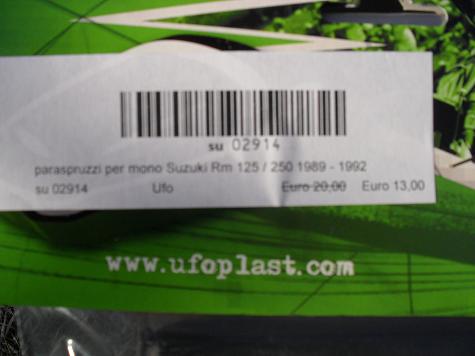 su 02914
paraspruzzi per mono Suzuki Rm 125 / 250 1989 - 1992
su 02914 Ufo Euro 20,00 Euro 13,00
www.ufoplast.com